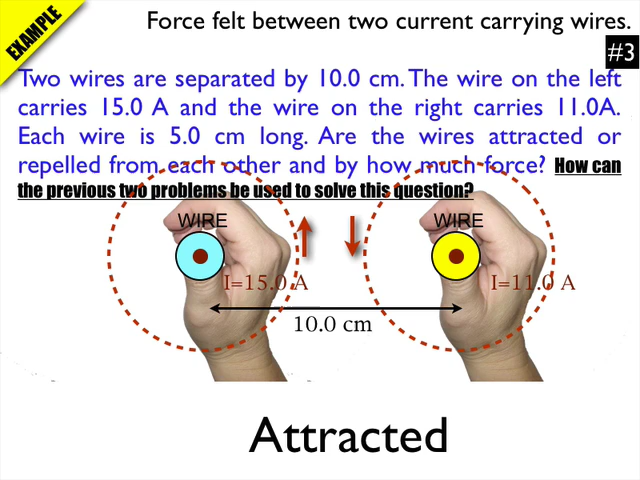 EXAMPLE
Force felt between two current carrying wires.
#3
Two wires are separated by 10.0 cm. The wire on the left
carries 15.0 A and the wire on the right carries 11.0A.
Each wire is 5.0 cm long. Are the wires attracted or
repelled from each other and by how much force? How can
the previous two problems be used to solve this question?
WIRE WIRE
I=15.0 A I=11.0 A
10.0 cm
Attracted